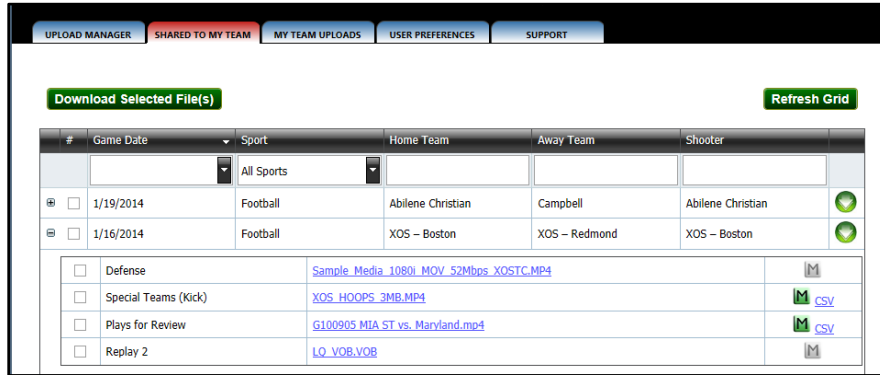 UPLOAD MANAGER SHARED TO MY TEAM MY TEAM UPLOADS USER PREFERENCES SUPPORT
Download Selected File(s) Refresh Grid
# Game Date Sport Home Team Away Team Shooter
All Sports
1/19/2014 Football Abilene Christian Campbell Abilene Christian
1/16/2014 Football XOS – Boston XOS – Redmond XOS – Boston
Defense Sample_Media_1080i_MOV_52Mbps_XOSTC.MP4 M
Special Teams (Kick) XOS_HOOPS_3MB.MP4 M CSV
Plays for Review G100905 MIA ST vs. Maryland.mp4 M CSV
Replay 2 LQ_VOB.VOB M